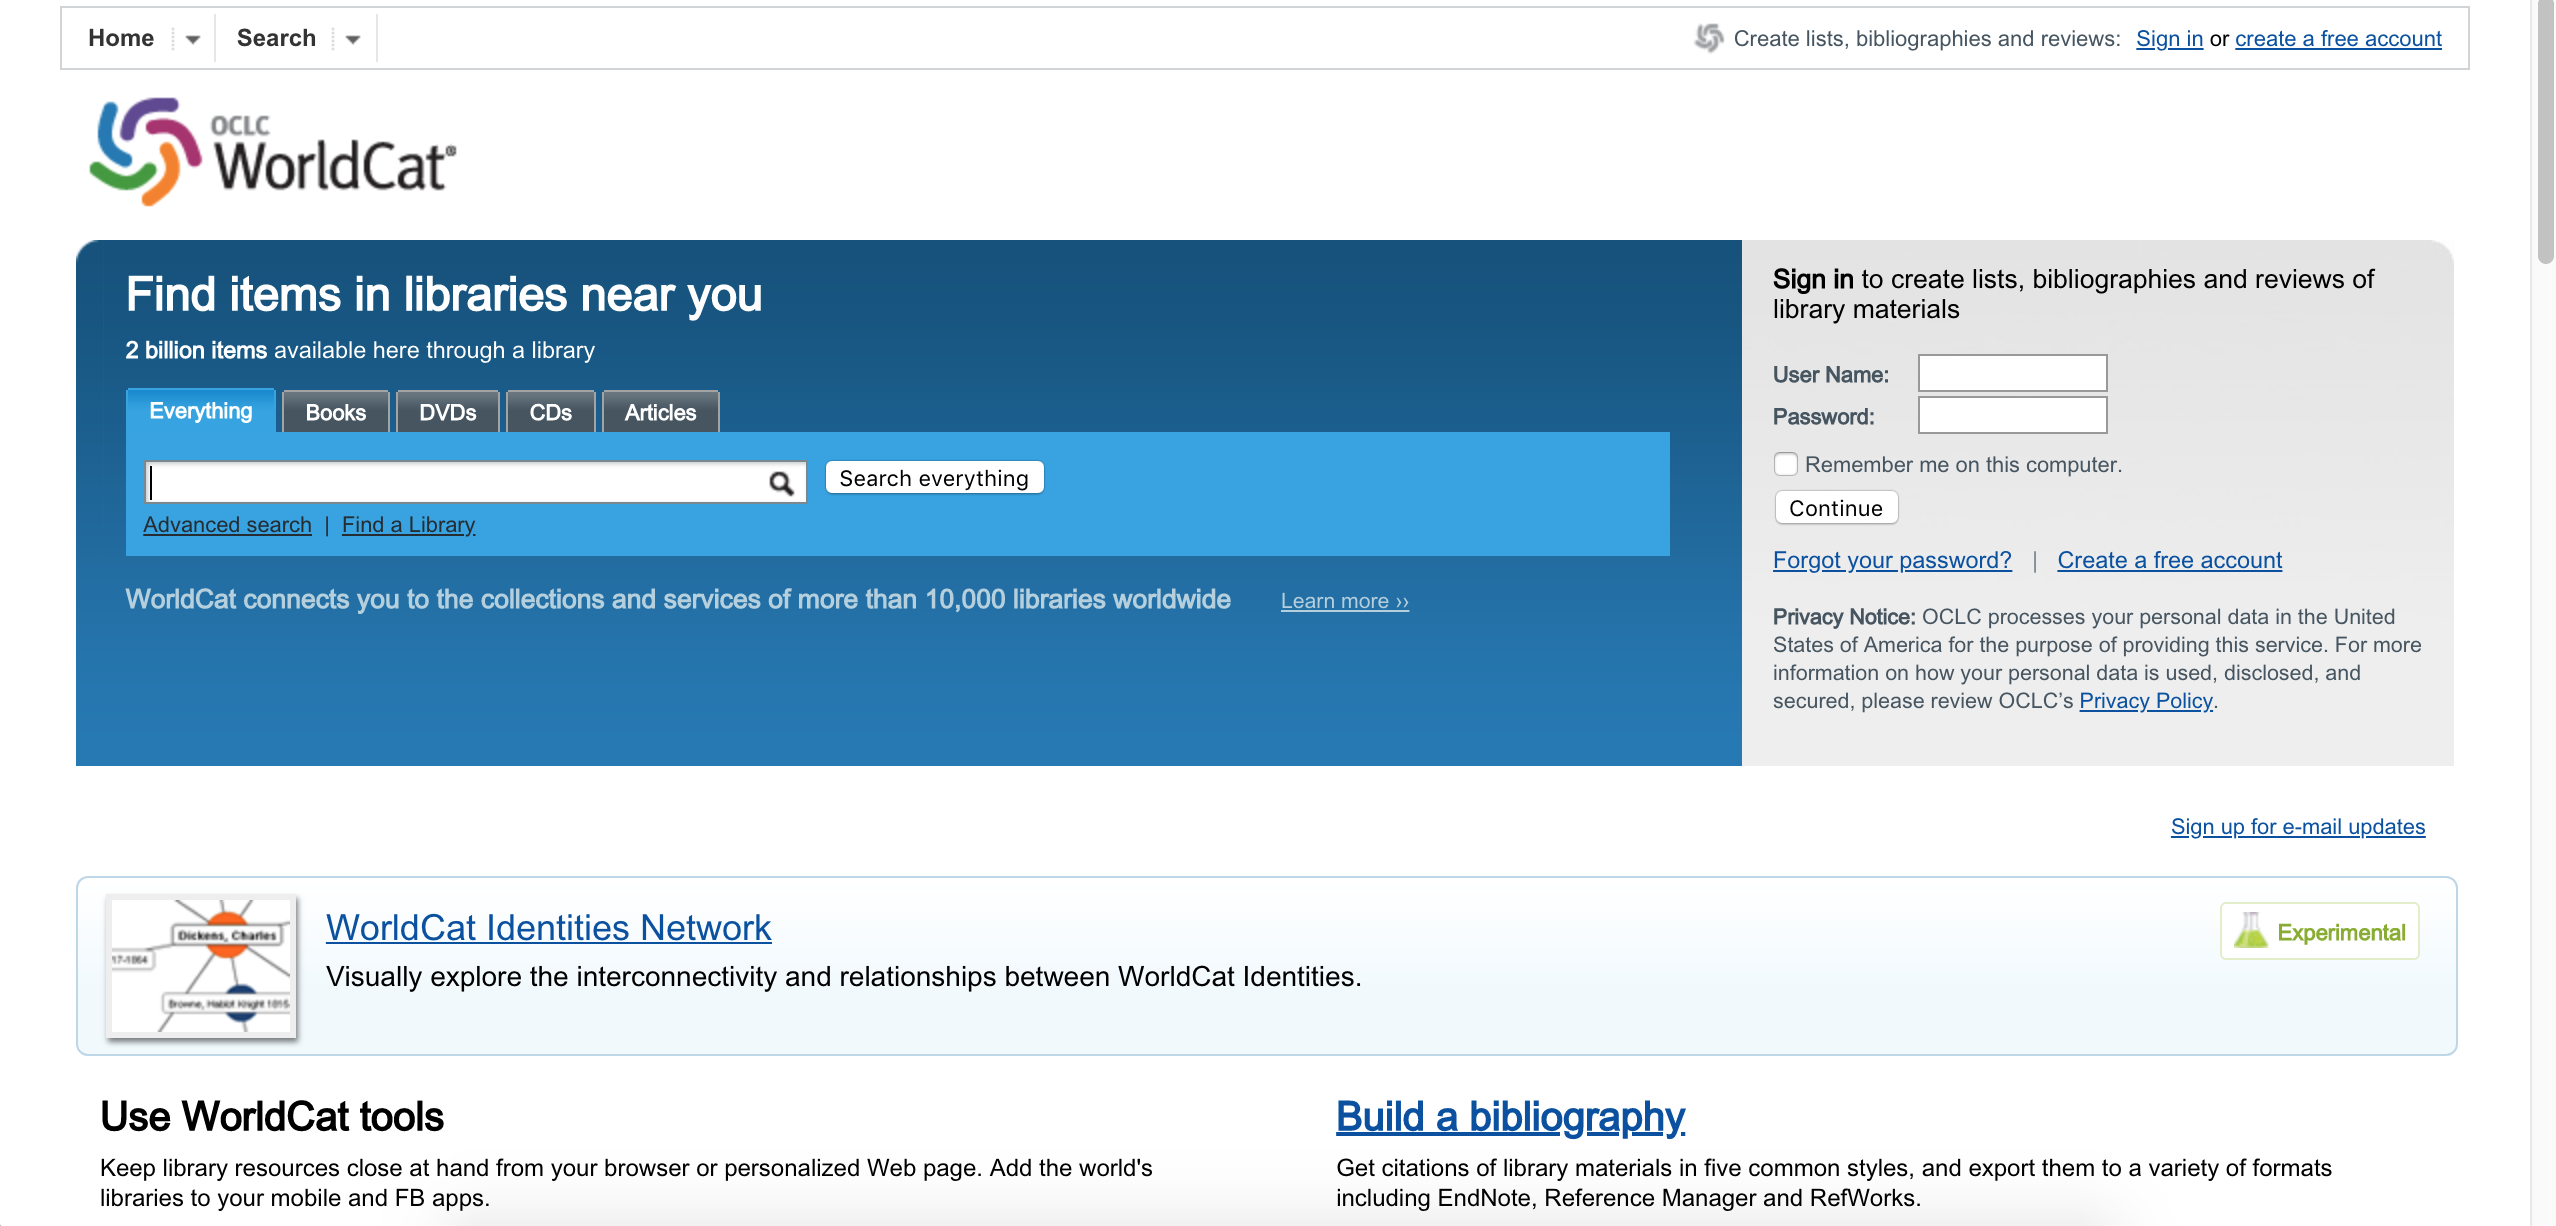 Home
Search
Create lists, bibliographies and reviews: Sign in or create a free account
OCLC
WorldCat®
Find items in libraries near you
2 billion items available here through a library
Everything
Books
DVDs
CDs
Articles
Search everything
Advanced search | Find a Library
WorldCat connects you to the collections and services of more than 10,000 libraries worldwide
Learn more ››
Sign in to create lists, bibliographies and reviews of
library materials
User Name:
Password:
Remember me on this computer.
Continue
Forgot your password? | Create a free account
Privacy Notice: OCLC processes your personal data in the United
States of America for the purpose of providing this service. For more
information on how your personal data is used, disclosed, and
secured, please review OCLC’s Privacy Policy.
Sign up for e-mail updates
Dickens, Charles
17-1864
Browne, Hablot Knight 1815
WorldCat Identities Network
Visually explore the interconnectivity and relationships between WorldCat Identities.
Experimental
Use WorldCat tools
Keep library resources close at hand from your browser or personalized Web page. Add the world's
libraries to your mobile and FB apps.
Build a bibliography
Get citations of library materials in five common styles, and export them to a variety of formats
including EndNote, Reference Manager and RefWorks.